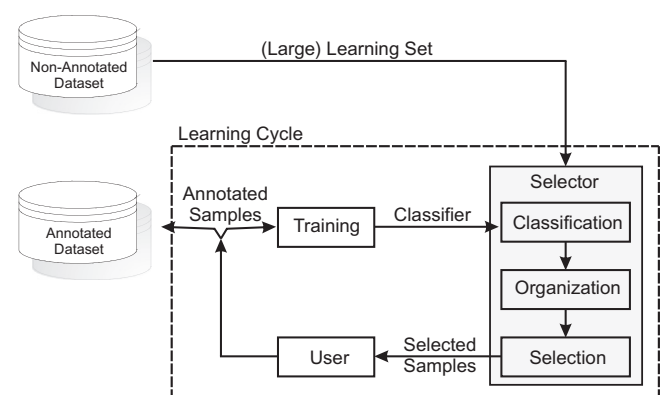 (Large) Learning Set
Non-Annotated
Dataset
Learning Cycle
Selector
Annotated
Samples
Annotated
Dataset
Training
Classifier
Classification
Organization
User
Selected
Samples
Selection